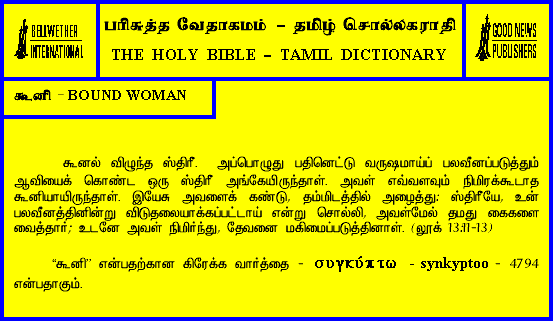 BELLWETHER
INTERNATIONAL
பரிசுத்த வேதாகமம் - தமிழ் சொல்லகராதி
THE HOLY BIBLE – TAMIL DICTIONARY
GOOD NEWS
PUBLISHERS
கூனி - BOUND WOMAN
கூனல் விழுந்த ஸ்திரீ. அப்பொழுது பதினெட்டு வருஷமாய்ப் பலவீனப்படுத்தும்
ஆவியைக் கொண்ட ஒரு ஸ்திரீ அங்கேயிருந்தாள். அவள் எவ்வளவும் நிமிரக்கூடாத
கூனியாயிருந்தாள். இயேசு அவளைக் கண்டு, தம்மிடத்தில் அழைத்து: ஸ்திரீயே, உன்
பலவீனத்தினின்று விடுதலையாக்கப்பட்டாய் என்று சொல்லி, அவள்மேல் தமது கைகளை
வைத்தார்; உடனே அவள் நிமிர்ந்து, தேவனை மகிமைப்படுத்தினாள். (லூக் 13:11-13)
“கூனி” என்பதற்கான கிரேக்க வார்த்தை - συγκύπτω - synkyptoo - 4794
என்பதாகும்.